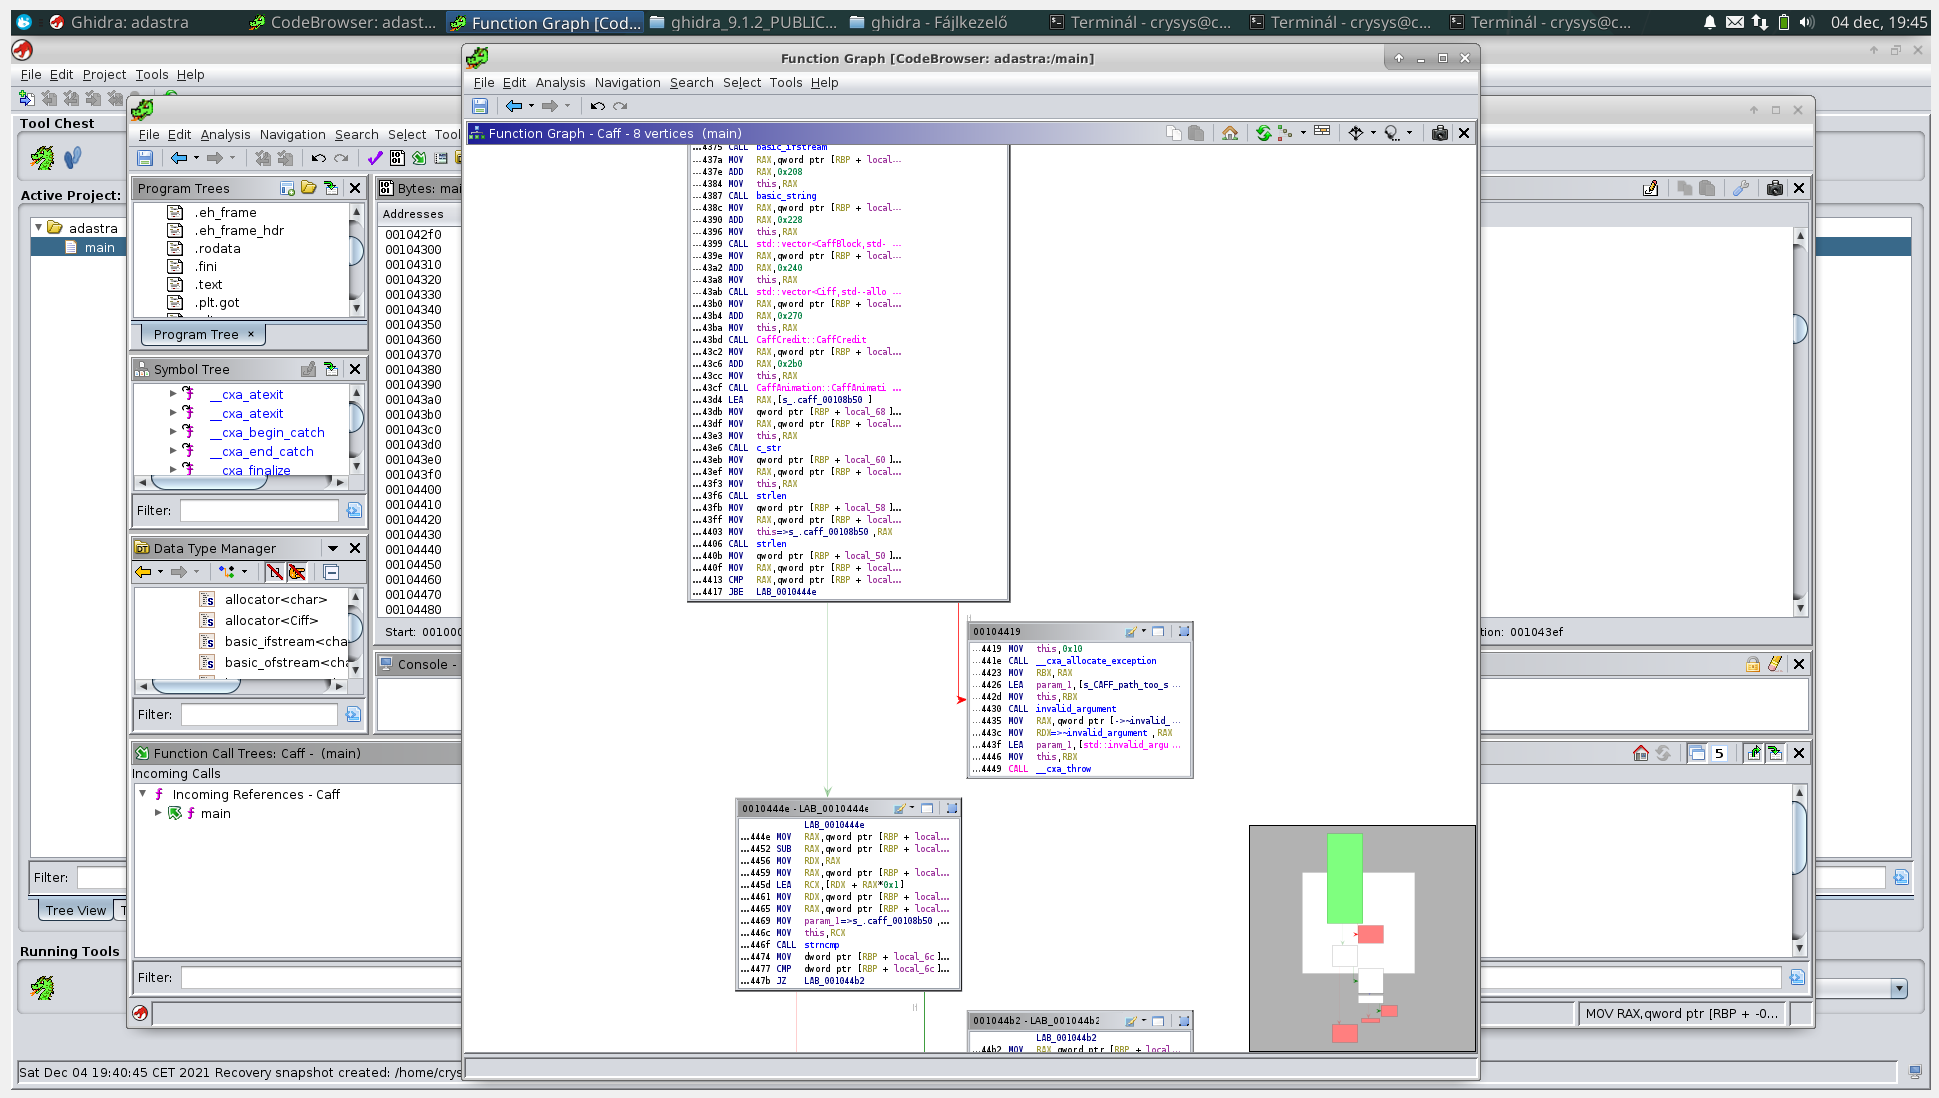 Ghidra: adastra
CodeBrowser: adast...
Function Graph [Cod...
ghidra_9.1.2_PUBLIC...
ghidra - Fájlkezelő
Terminál - crysys@c...
Terminál - crysys@c...
Terminál - crysys@c...
04 dec, 19:45
File Edit Project Tools Help
Tool Chest
Active Project:
adastra
main
Filter:
Tree View
Running Tools
Sat Dec 04 19:40:45 CET 2021 Recovery snapshot created: /home/crys
File Edit Analysis Navigation Search Select Tool
Program Trees
.eh_frame
.eh_frame_hdr
.rodata
.fini
.text
.plt.got
Program Tree ×
Symbol Tree
__cxa_atexit
__cxa_atexit
__cxa_begin_catch
__cxa_end_catch
__cxa_finalize
Filter:
Data Type Manager
allocator<char>
allocator<Ciff>
basic_ifstream<cha
basic_ofstream<cha
Filter:
Function Call Trees: Caff - (main)
Incoming Calls
Incoming References - Caff
main
Filter:
Bytes: mai
Addresses
001042f0
00104300
00104310
00104320
00104330
00104340
00104350
00104360
00104370
00104380
00104390
001043a0
001043b0
001043c0
001043d0
001043e0
001043f0
00104400
00104410
00104420
00104430
00104440
00104450
00104460
00104470
00104480
Start: 001000
Console -
Function Graph [CodeBrowser: adastra:/main]
File Edit Analysis Navigation Search Select Tools Help
Function Graph - Caff - 8 vertices (main)
...4375 CALL basic_ifstream
...437a MOV RAX,qword ptr [RBP + local...
...437e ADD RAX,0x208
...4384 MOV this,RAX
...4387 CALL basic_string
...438c MOV RAX,qword ptr [RBP + local...
...4390 ADD RAX,0x228
...4396 MOV this,RAX
...4399 CALL std::vector<CaffBlock,std- ...
...439e MOV RAX,qword ptr [RBP + local...
...43a2 ADD RAX,0x240
...43a8 MOV this,RAX
...43ab CALL std::vector<Ciff,std--allo ...
...43b0 MOV RAX,qword ptr [RBP + local...
...43b4 ADD RAX,0x270
...43ba MOV this,RAX
...43bd CALL CaffCredit::CaffCredit
...43c2 MOV RAX,qword ptr [RBP + local...
...43c6 ADD RAX,0x2b0
...43cc MOV this,RAX
...43cf CALL CaffAnimation::CaffAnimati ...
...43d4 LEA RAX,[s_.caff_00108b50 ]
...43db MOV qword ptr [RBP + local_68 ]...
...43df MOV RAX,qword ptr [RBP + local...
...43e3 MOV this,RAX
...43e6 CALL c_str
...43eb MOV qword ptr [RBP + local_60 ]...
...43ef MOV RAX,qword ptr [RBP + local...
...43f3 MOV this,RAX
...43f6 CALL strlen
...43fb MOV qword ptr [RBP + local_58 ]...
...43ff MOV RAX,qword ptr [RBP + local...
...4403 MOV this=>s_.caff_00108b50 ,RAX
...4406 CALL strlen
...440b MOV qword ptr [RBP + local_50 ]...
...440f MOV RAX,qword ptr [RBP + local...
...4413 CMP RAX,qword ptr [RBP + local...
...4417 JBE LAB_0010444e
00104419
...4419 MOV this,0x10
...441e CALL __cxa_allocate_exception
...4423 MOV RBX,RAX
...4426 LEA param_1,[s_CAFF_path_too_s ...
...442d MOV this,RBX
...4430 CALL invalid_argument
...4435 MOV RAX,qword ptr [->~invalid_ ...
...443c MOV RDX=>~invalid_argument ,RAX
...443f LEA param_1,[std::invalid_argu ...
...4446 MOV this,RBX
...4449 CALL __cxa_throw
0010444e - LAB_0010444e
LAB_0010444e
...444e MOV RAX,qword ptr [RBP + local...
...4452 SUB RAX,qword ptr [RBP + local...
...4456 MOV RDX,RAX
...4459 MOV RAX,qword ptr [RBP + local...
...445d LEA RCX,[RDX + RAX*0x1]
...4461 MOV RDX,qword ptr [RBP + local...
...4465 MOV RAX,qword ptr [RBP + local...
...4469 MOV param_1=>s_.caff_00108b50 ,...
...446c MOV this,RCX
...446f CALL strncmp
...4474 MOV dword ptr [RBP + local_6c ]...
...4477 CMP dword ptr [RBP + local_6c ]...
...447b JZ LAB_001044b2
001044b2 - LAB_001044b2
LAB_001044b2
...44b2 MOV RAX,qword ptr [RBP + local...
tion: 001043ef
5
MOV RAX,qword ptr [RBP + -0...